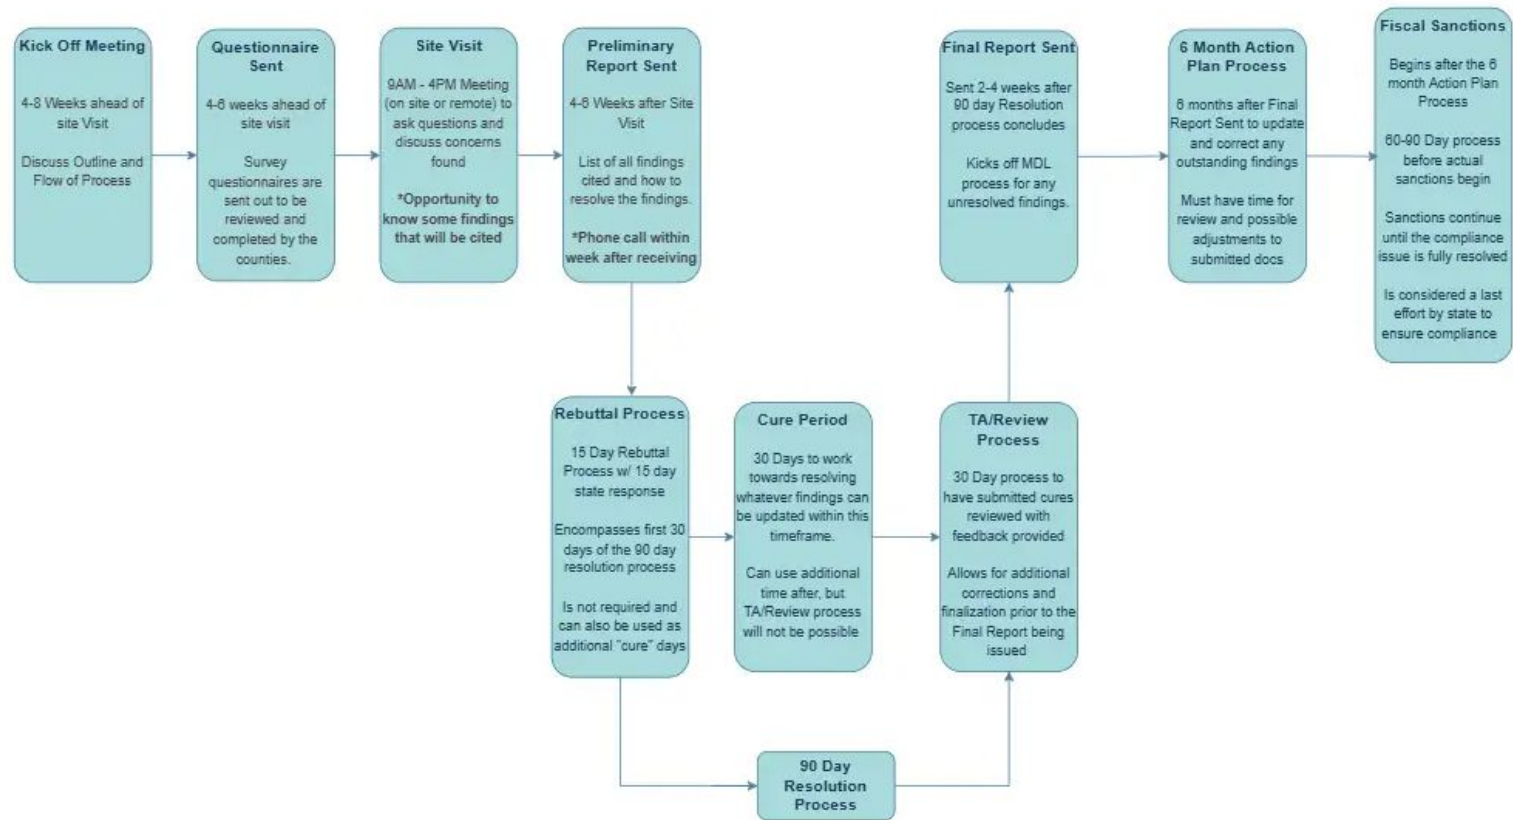 Kick Off Meeting
4-8 Weeks ahead of
site Visit
Discuss Outline and
Flow of Process
Questionnaire
Sent
4-6 weeks ahead of
site visit
Survey
questionnaires are
sent out to be
reviewed and
completed by the
counties.
Site Visit
9AM - 4PM Meeting
(on site or remote) to
ask questions and
discuss concerns
found
*Opportunity to
know some findings
that will be cited
Preliminary
Report Sent
4-6 Weeks after Site
Visit
List of all findings
cited and how to
resolve the findings.
*Phone call within
week after receiving
Rebuttal Process
15 Day Rebuttal
Process w/ 15 day
state response
Encompasses first 30
days of the 90 day
resolution process
Is not required and
can also be used as
additional "cure" days
Cure Period
30 Days to work
towards resolving
whatever findings can
be updated within this
timeframe.
Can use additional
time after, but
TA/Review process
will not be possible
TA/Review
Process
30 Day process to
have submitted cures
reviewed with
feedback provided
Allows for additional
corrections and
finalization prior to the
Final Report being
issued
90 Day
Resolution
Process
Final Report Sent
Sent 2-4 weeks after
90 day Resolution
process concludes
Kicks off MDL
process for any
unresolved findings.
6 Month Action
Plan Process
6 months after Final
Report Sent to update
and correct any
outstanding findings
Must have time for
review and possible
adjustments to
submitted docs
Fiscal Sanctions
Begins after the 6
month Action Plan
Process
60-90 Day process
before actual
sanctions begin
Sanctions continue
until the compliance
issue is fully resolved
Is considered a last
effort by state to
ensure compliance